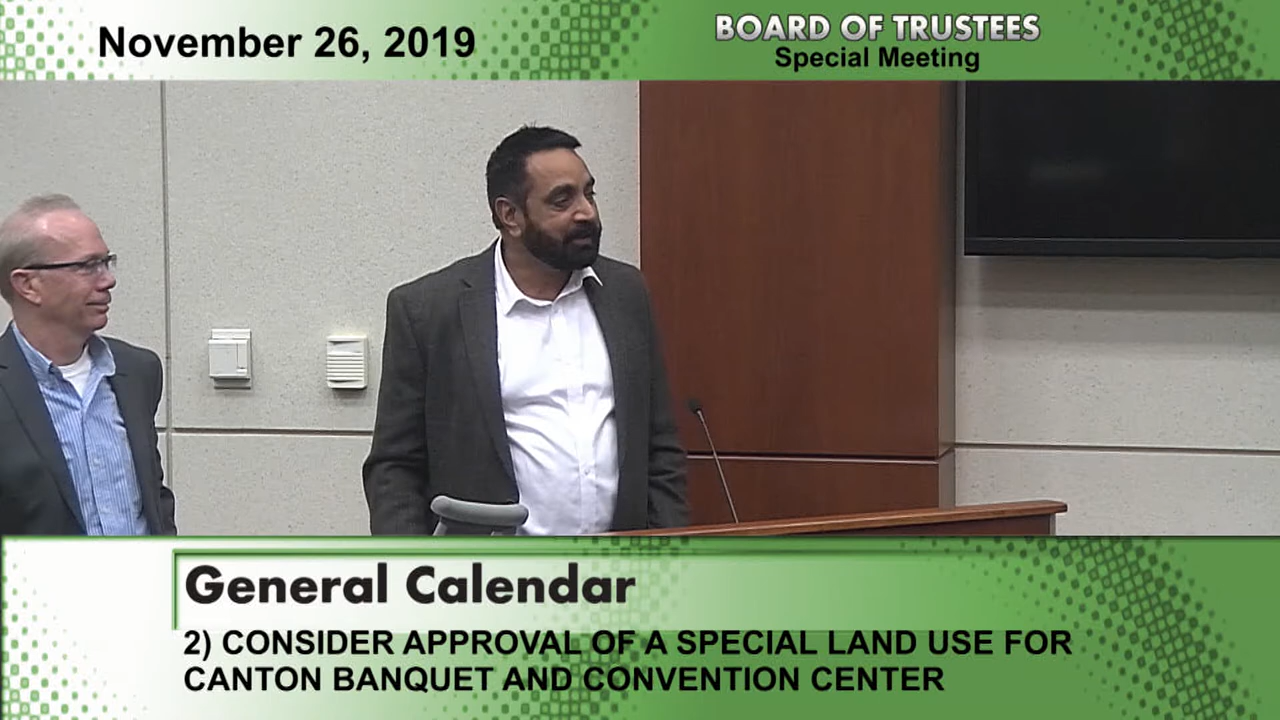 November 26, 2019
BOARD OF TRUSTEES
Special Meeting
General Calendar
2) CONSIDER APPROVAL OF A SPECIAL LAND USE FOR
CANTON BANQUET AND CONVENTION CENTER